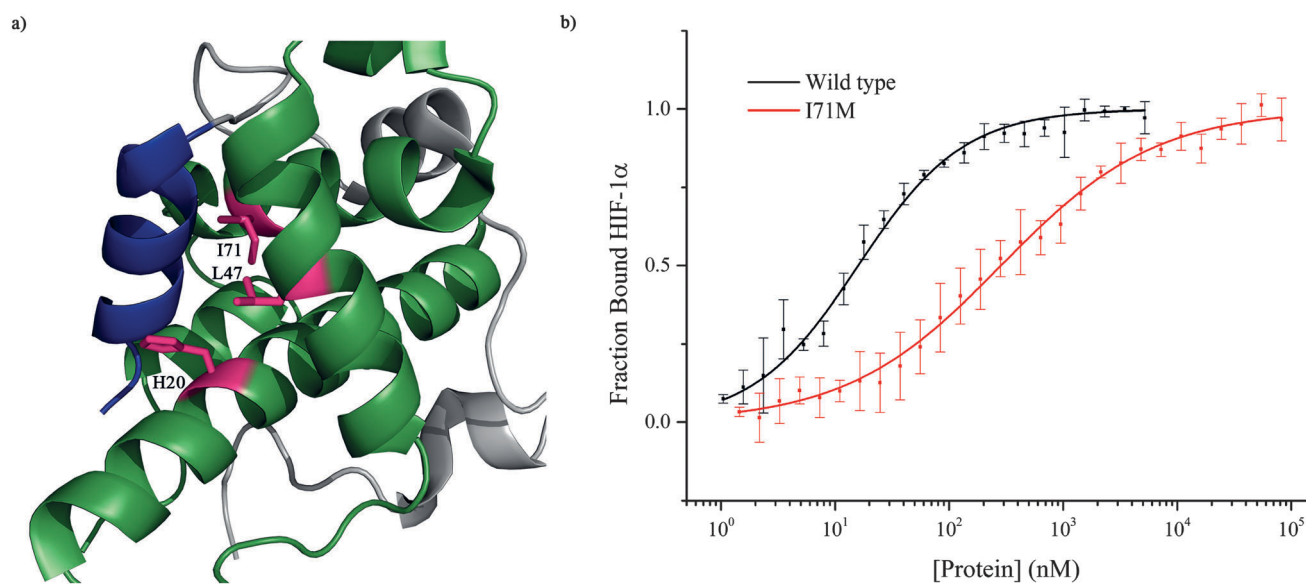 a)
I71
L47
H20
b)
Wild type
I71M
1.0
0.5
0.0
Fraction Bound HIF-1α
10⁰
10¹
10²
10³
10⁴
10⁵
[Protein] (nM)